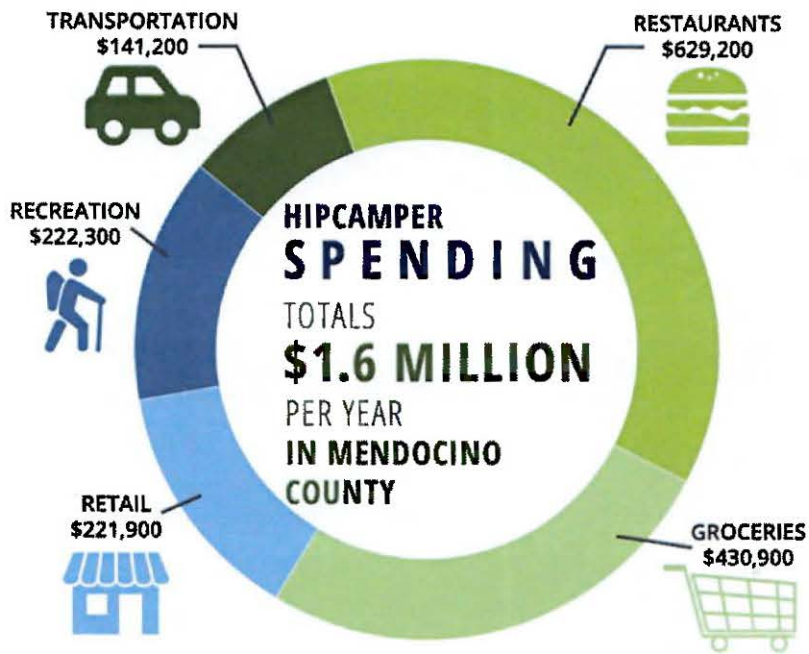 TRANSPORTATION
$141,200
RESTAURANTS
$629,200
RECREATION
$222,300
HIPCAMPER
SPENDING
TOTALS
$1.6 MILLION
PER YEAR
IN MENDOCINO
COUNTY
RETAIL
$221,900
GROCERIES
$430,900